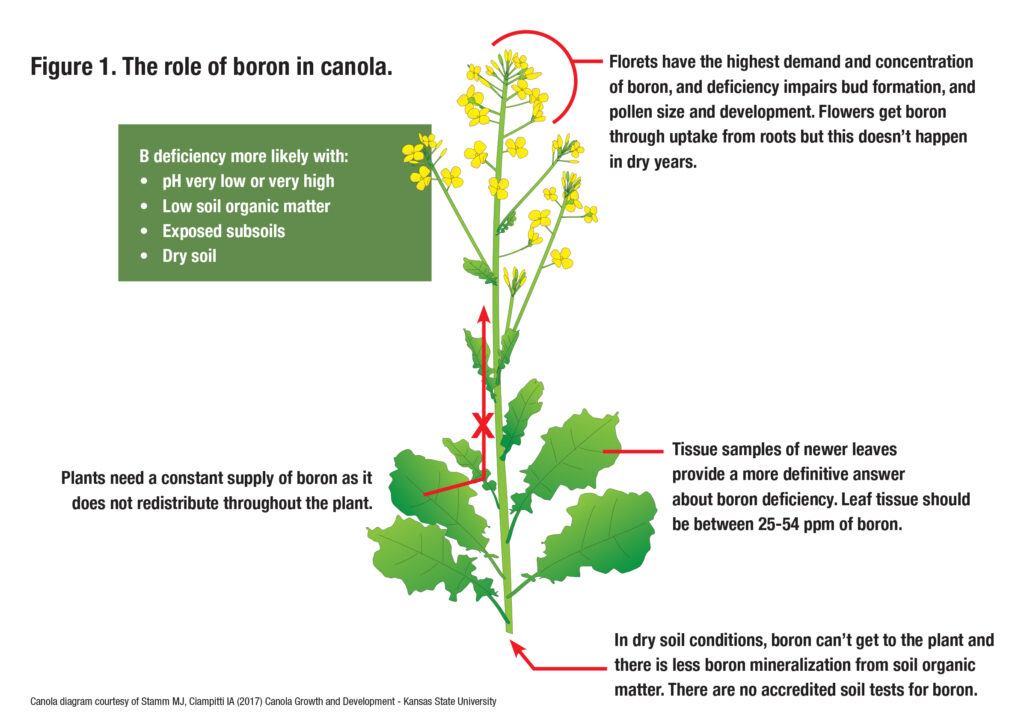 Figure 1. The role of boron in canola.
B deficiency more likely with:
• pH very low or very high
• Low soil organic matter
• Exposed subsoils
• Dry soil
Florets have the highest demand and concentration
of boron, and deficiency impairs bud formation, and
pollen size and development. Flowers get boron
through uptake from roots but this doesn’t happen
in dry years.
X
Plants need a constant supply of boron as it
does not redistribute throughout the plant.
Tissue samples of newer leaves
provide a more definitive answer
about boron deficiency. Leaf tissue should
be between 25-54 ppm of boron.
In dry soil conditions, boron can’t get to the plant and
there is less boron mineralization from soil organic
matter. There are no accredited soil tests for boron.
Canola diagram courtesy of Stamm MJ, Ciampitti IA (2017) Canola Growth and Development - Kansas State University